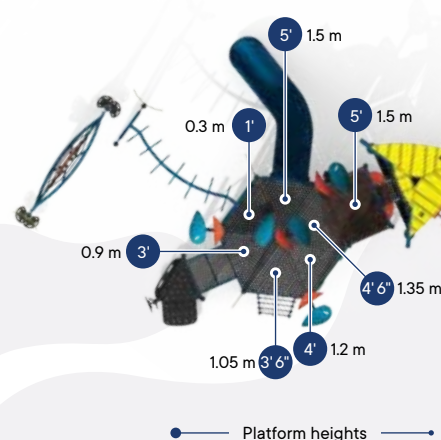 5' 1.5 m
5' 1.5 m
0.3 m 1'
0.9 m 3'
4' 6" 1.35 m
1.05 m 3' 6" 4' 1.2 m
Platform heights